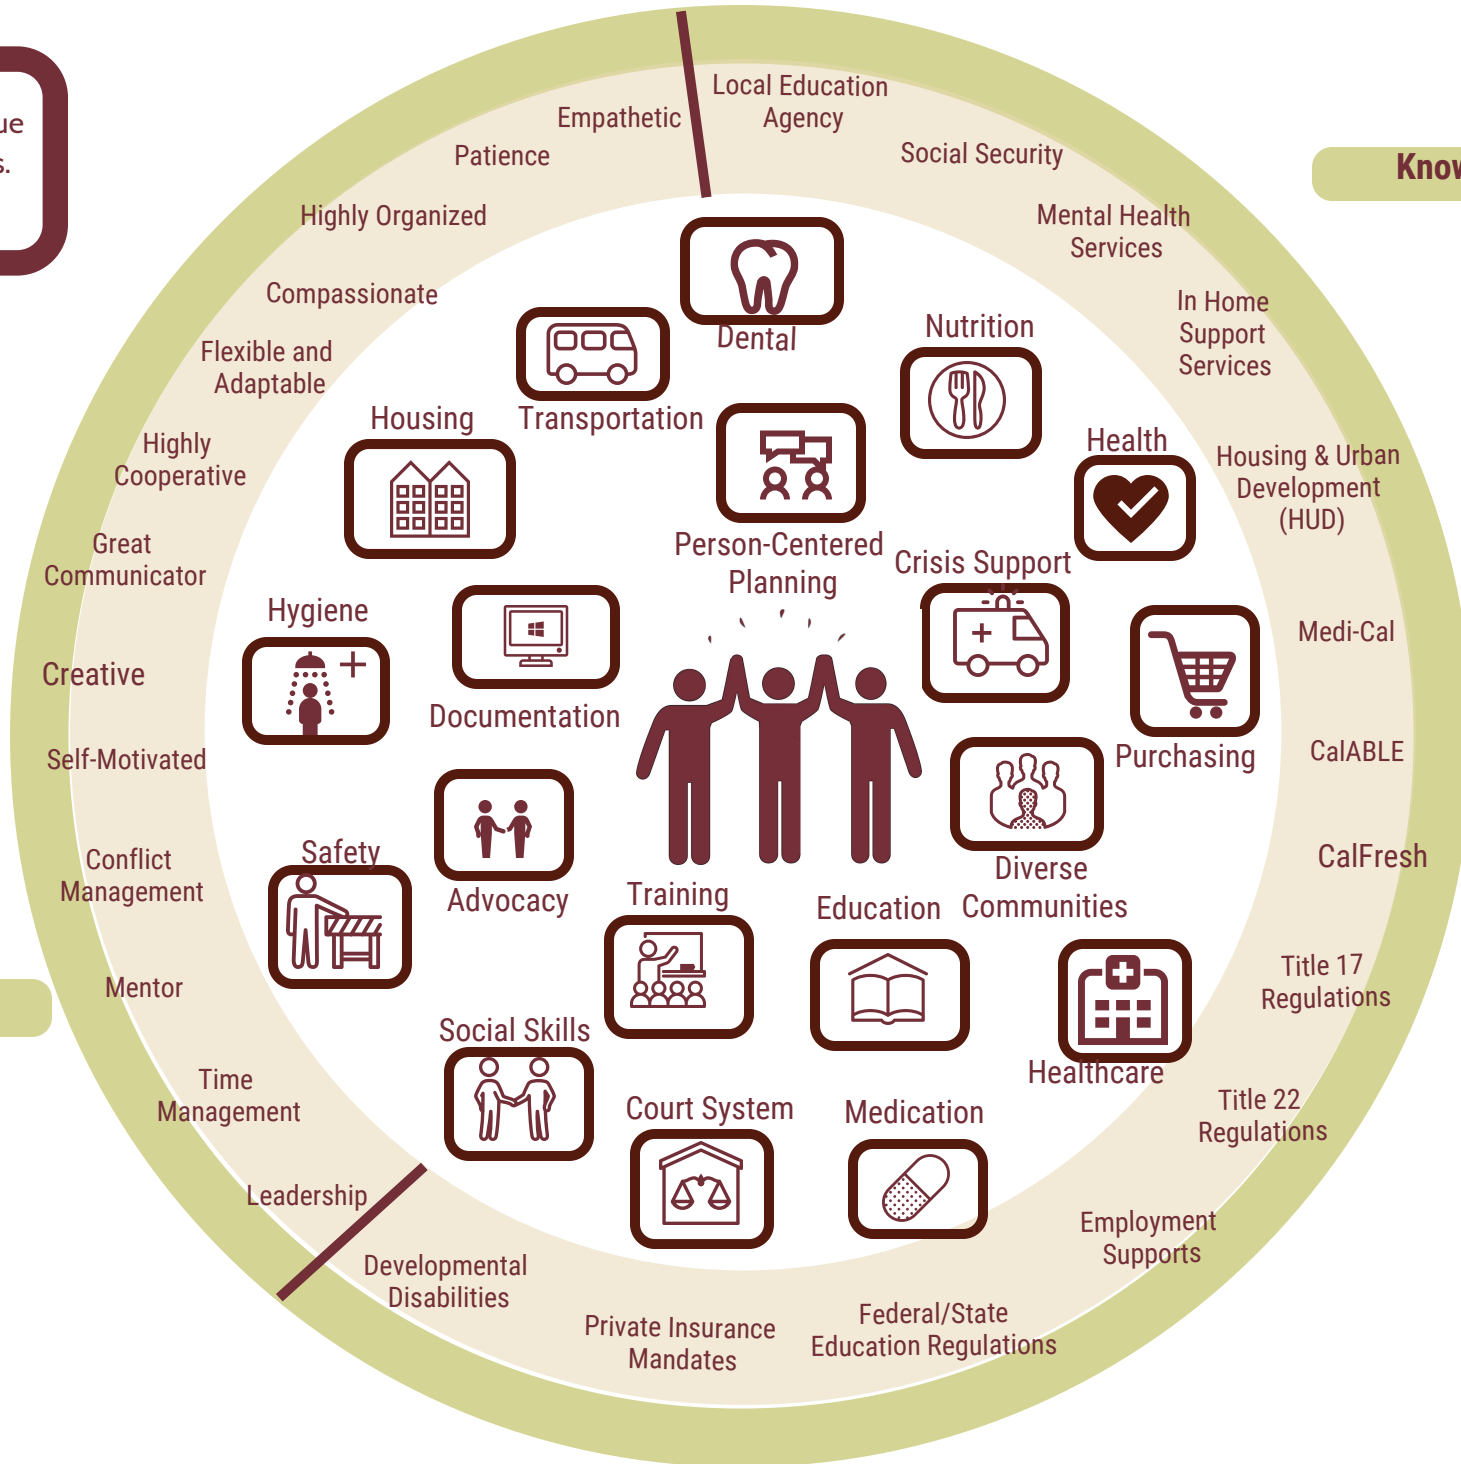 Local Education
Agency
Social Security
Mental Health
Services
In Home
Support
Services
Housing & Urban
Development
(HUD)
Medi-Cal
CalABLE
CalFresh
Title 17
Regulations
Title 22
Regulations
Employment
Supports
Federal/State
Education Regulations
Private Insurance
Mandates
Developmental
Disabilities
Leadership
Time
Management
Mentor
Conflict
Management
Self-Motivated
Creative
Great
Communicator
Highly
Cooperative
Flexible and
Adaptable
Compassionate
Highly Organized
Patience
Empathetic
Dental
Nutrition
Transportation
Housing
Health
Person-Centered
Planning
Crisis Support
Hygiene
Documentation
Purchasing
Diverse
Communities
Safety
Advocacy
Training
Education
Healthcare
Social Skills
Court System
Medication